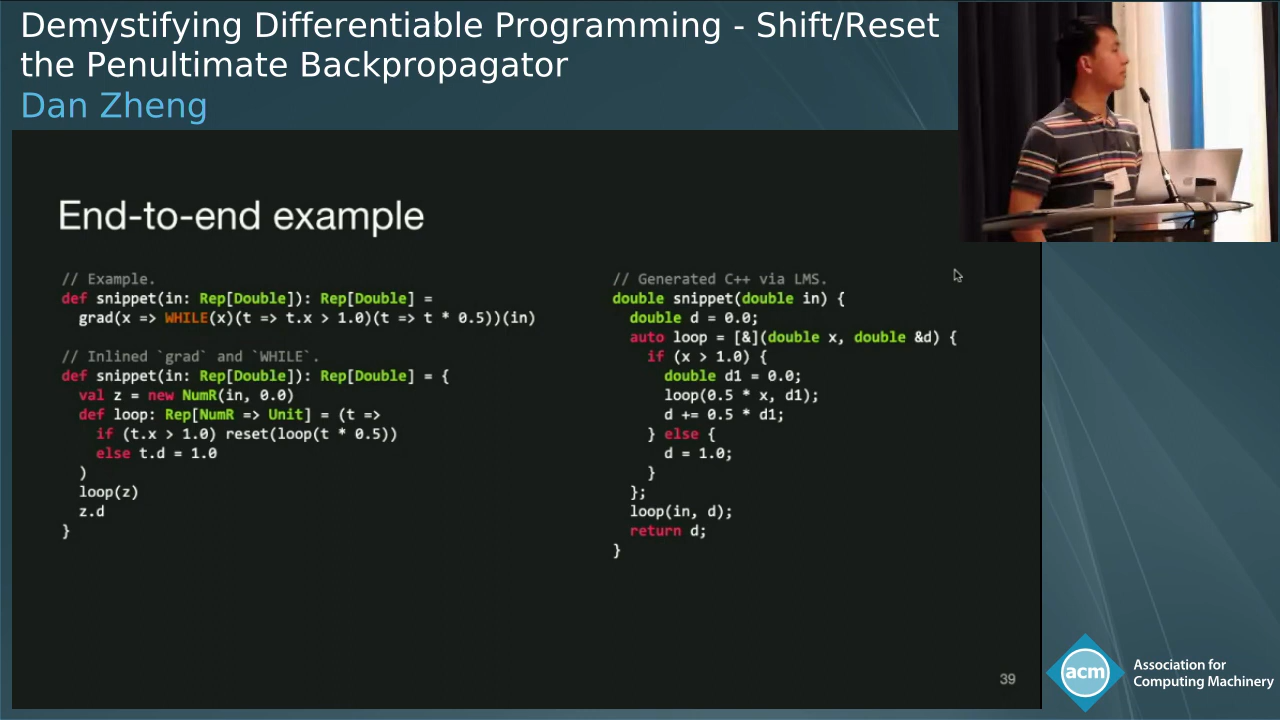 Demystifying Differentiable Programming - Shift/Reset
the Penultimate Backpropagator
Dan Zheng
End-to-end example
// Example.
def snippet(in: Rep[Double]): Rep[Double] =
  grad(x => WHILE(x)(t => t.x > 1.0)(t => t * 0.5))(in)
// Inlined `grad` and `WHILE`.
def snippet(in: Rep[Double]): Rep[Double] = {
  val z = new NumR(in, 0.0)
  def loop: Rep[NumR => Unit] = (t =>
    if (t.x > 1.0) reset(loop(t * 0.5))
    else t.d = 1.0
  )
  loop(z)
  z.d
}
// Generated C++ via LMS.
double snippet(double in) {
  double d = 0.0;
  auto loop = [&](double x, double &d) {
    if (x > 1.0) {
      double d1 = 0.0;
      loop(0.5 * x, d1);
      d += 0.5 * d1;
    } else {
      d = 1.0;
    }
  };
  loop(in, d);
  return d;
}
39
acm
Association for
Computing Machinery